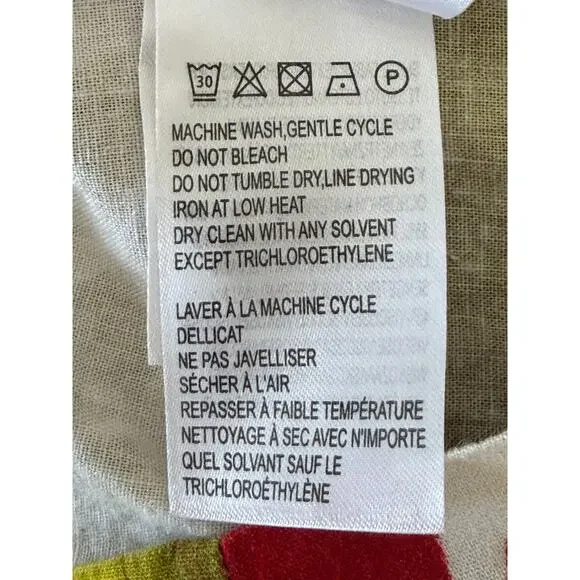 30 P
MACHINE WASH,GENTLE CYCLE
DO NOT BLEACH
DO NOT TUMBLE DRY,LINE DRYING
IRON AT LOW HEAT
DRY CLEAN WITH ANY SOLVENT
EXCEPT TRICHLOROETHYLENE
LAVER À LA MACHINE CYCLE
DELLICAT
NE PAS JAVELLISER
SÉCHER À L'AIR
REPASSER À FAIBLE TEMPÉRATURE
NETTOYAGE À SEC AVEC N'IMPORTE
QUEL SOLVANT SAUF LE
TRICHLOROÉTHYLÈNE